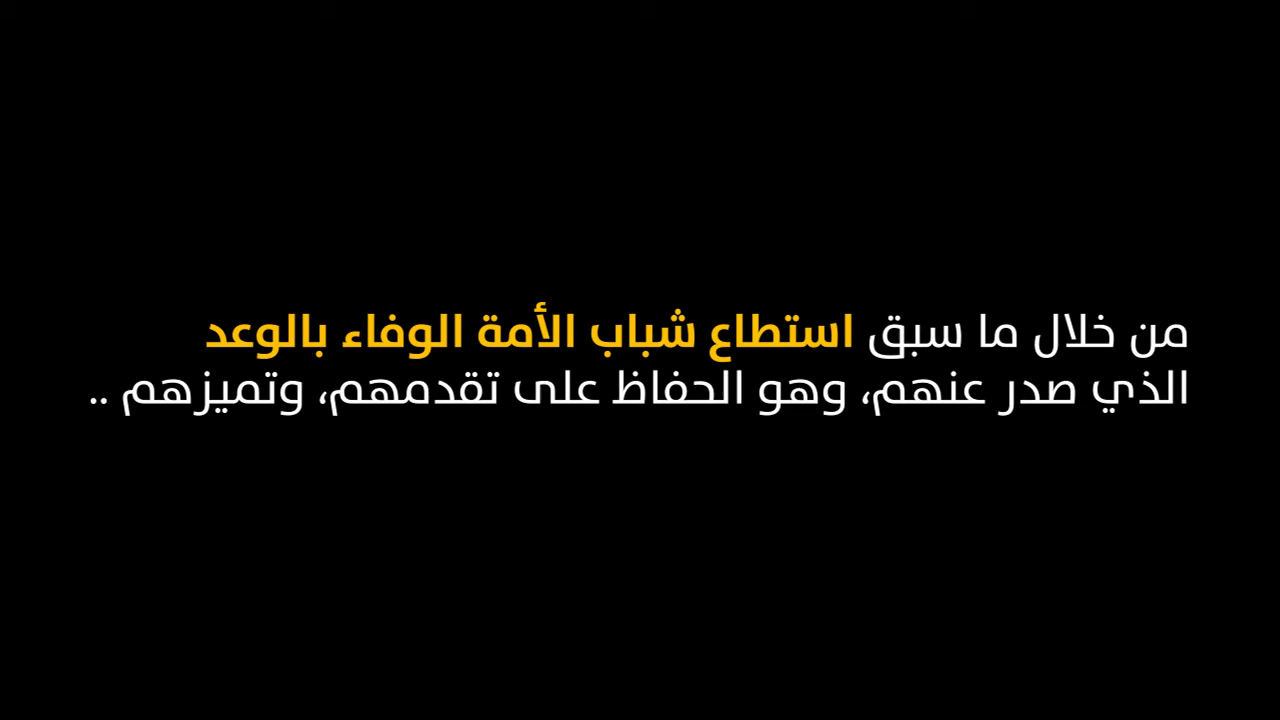 من خلال ما سبق استطاع شباب الأمة الوفاء بالوعد
الذي صدر عنهم، وهو الحفاظ على تقدمهم، وتميزهم ..